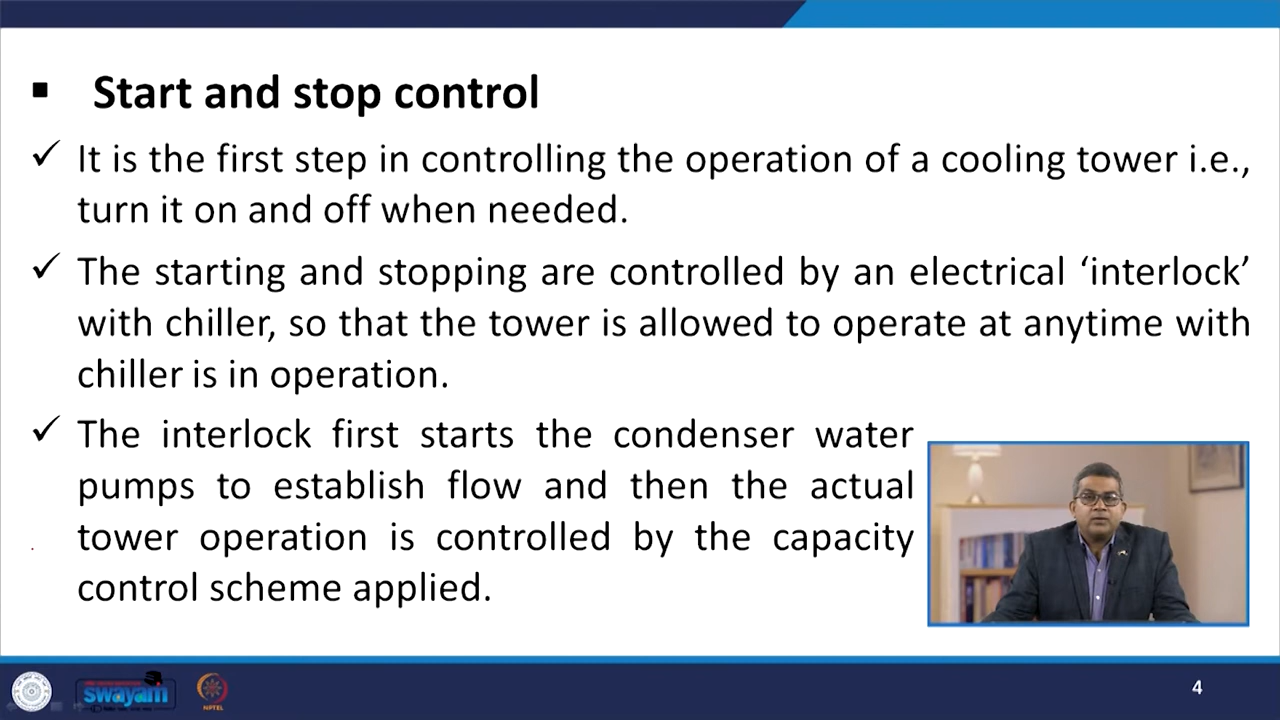 ▪ Start and stop control
✓ It is the first step in controlling the operation of a cooling tower i.e.,
turn it on and off when needed.
✓ The starting and stopping are controlled by an electrical ‘interlock’
with chiller, so that the tower is allowed to operate at anytime with
chiller is in operation.
✓ The interlock first starts the condenser water
pumps to establish flow and then the actual
tower operation is controlled by the capacity
control scheme applied.
swayam
NPTEL
4